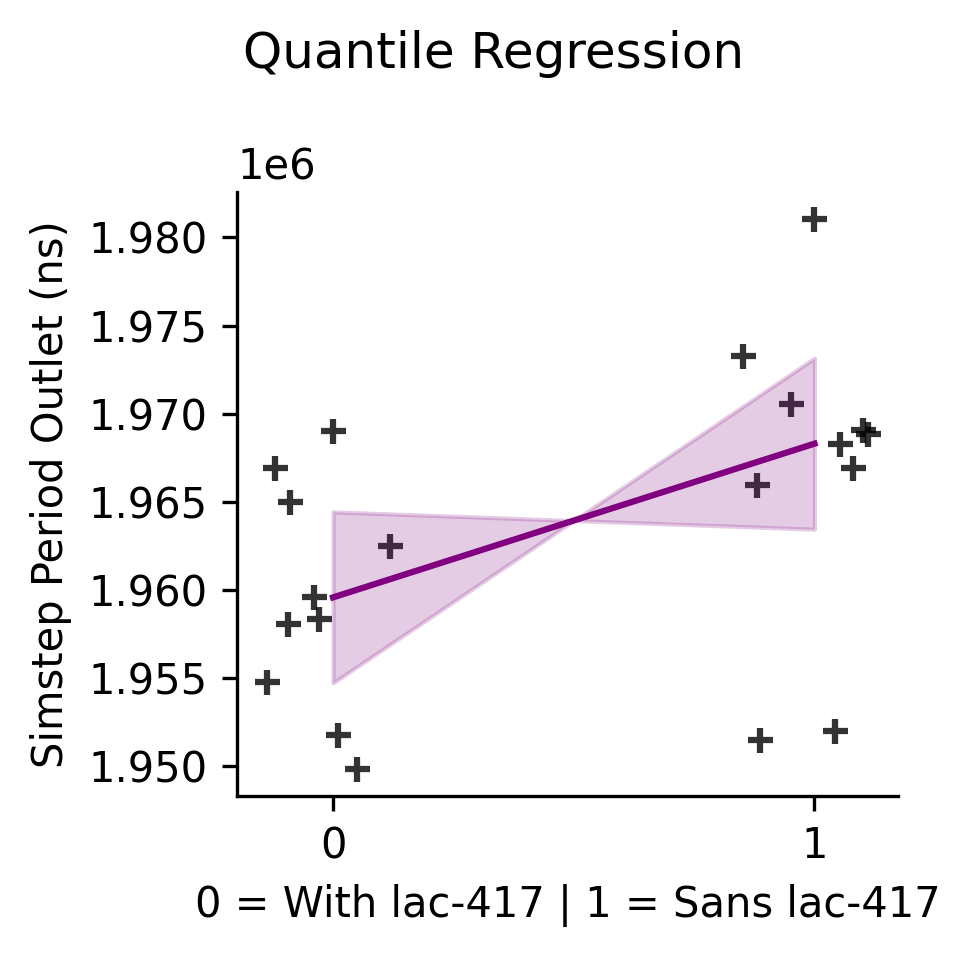 Quantile Regression
1e6
Simstep Period Outlet (ns)
1.980
1.975
1.970
1.965
1.960
1.955
1.950
0 1
0 = With lac-417 | 1 = Sans lac-417